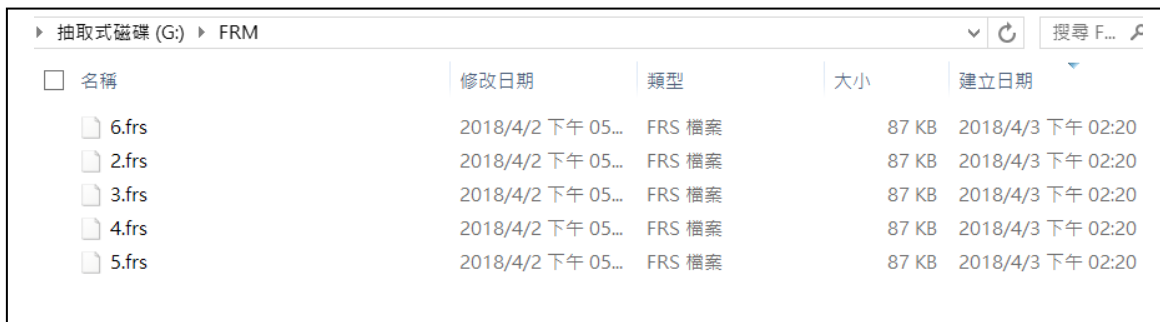 抽取式磁碟 (G:) FRM 搜尋 F...
名稱 修改日期 類型 大小 建立日期
6.frs 2018/4/2 下午 05... FRS 檔案 87 KB 2018/4/3 下午 02:20
2.frs 2018/4/2 下午 05... FRS 檔案 87 KB 2018/4/3 下午 02:20
3.frs 2018/4/2 下午 05... FRS 檔案 87 KB 2018/4/3 下午 02:20
4.frs 2018/4/2 下午 05... FRS 檔案 87 KB 2018/4/3 下午 02:20
5.frs 2018/4/2 下午 05... FRS 檔案 87 KB 2018/4/3 下午 02:20